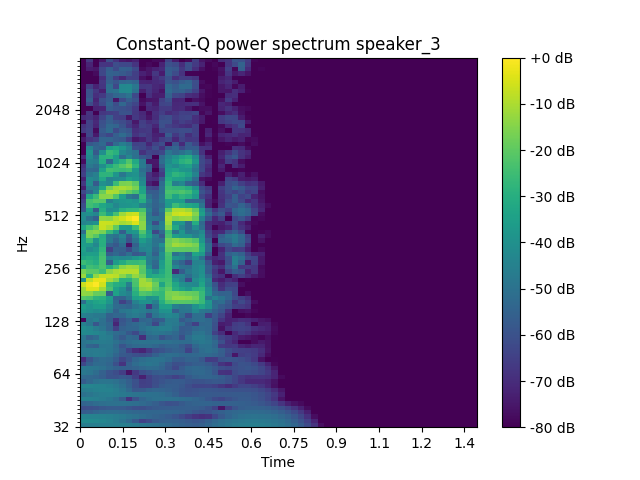 Constant-Q power spectrum speaker_3
Hz
2048
1024
512
256
128
64
32
0 0.15 0.3 0.45 0.6 0.75 0.9 1.1 1.2 1.4
Time
+0 dB
-10 dB
-20 dB
-30 dB
-40 dB
-50 dB
-60 dB
-70 dB
-80 dB